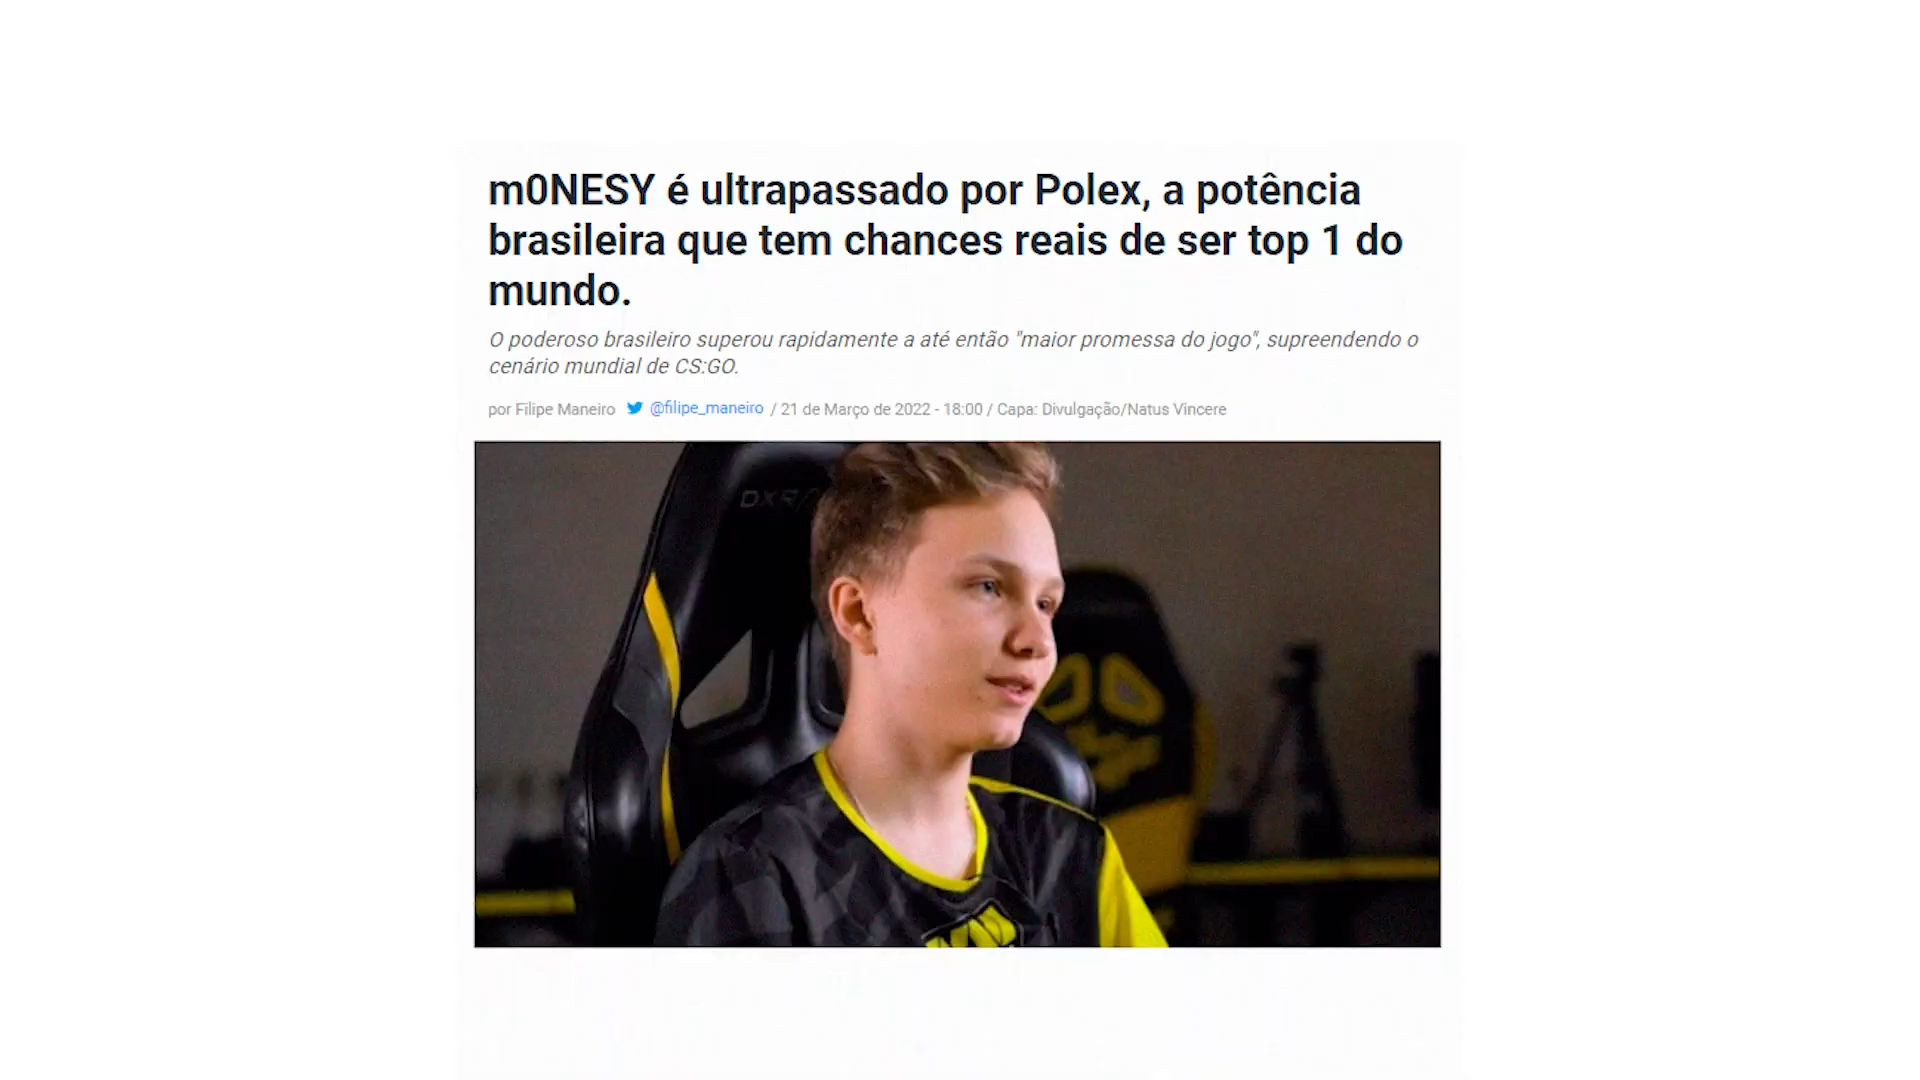 m0NESY é ultrapassado por Polex, a potência
brasileira que tem chances reais de ser top 1 do
mundo.
O poderoso brasileiro superou rapidamente a até então "maior promessa do jogo", supreendendo o
cenário mundial de CS:GO.
por Filipe Maneiro @filipe_maneiro / 21 de Março de 2022 - 18:00 / Capa: Divulgação/Natus Vincere